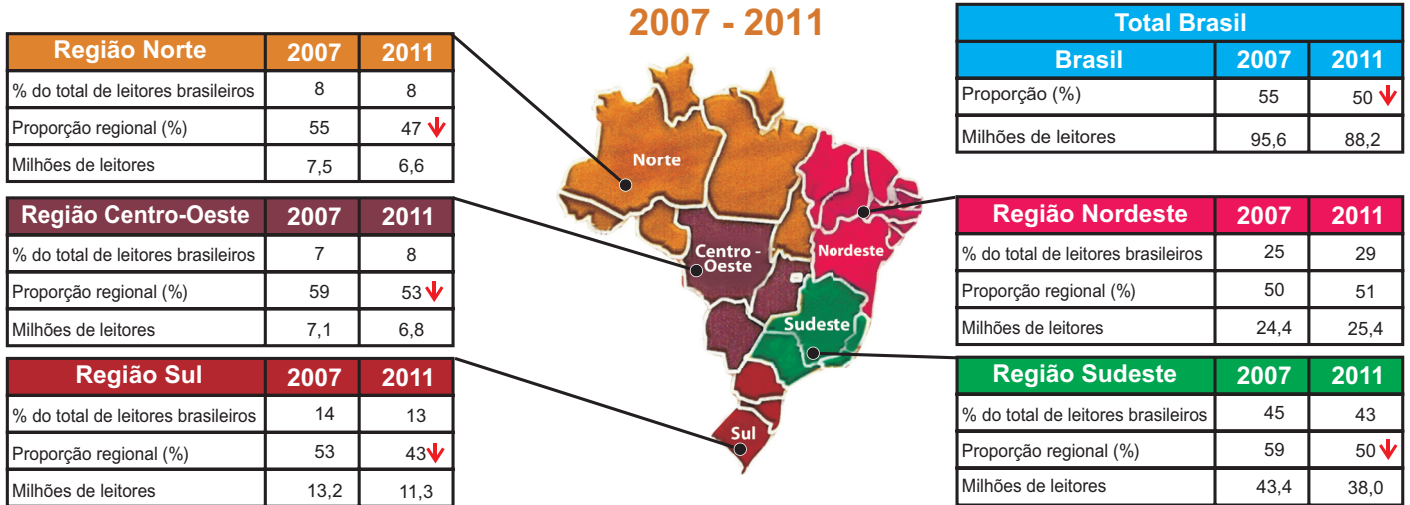 2007 - 2011
Região Norte 2007 2011
% do total de leitores brasileiros 8 8
Proporção regional (%) 55 47
Milhões de leitores 7,5 6,6
Região Centro-Oeste 2007 2011
% do total de leitores brasileiros 7 8
Proporção regional (%) 59 53
Milhões de leitores 7,1 6,8
Região Sul 2007 2011
% do total de leitores brasileiros 14 13
Proporção regional (%) 53 43
Milhões de leitores 13,2 11,3
Norte
Centro -
Oeste
Nordeste
Sudeste
Sul
Total Brasil
Brasil 2007 2011
Proporção (%) 55 50
Milhões de leitores 95,6 88,2
Região Nordeste 2007 2011
% do total de leitores brasileiros 25 29
Proporção regional (%) 50 51
Milhões de leitores 24,4 25,4
Região Sudeste 2007 2011
% do total de leitores brasileiros 45 43
Proporção regional (%) 59 50
Milhões de leitores 43,4 38,0